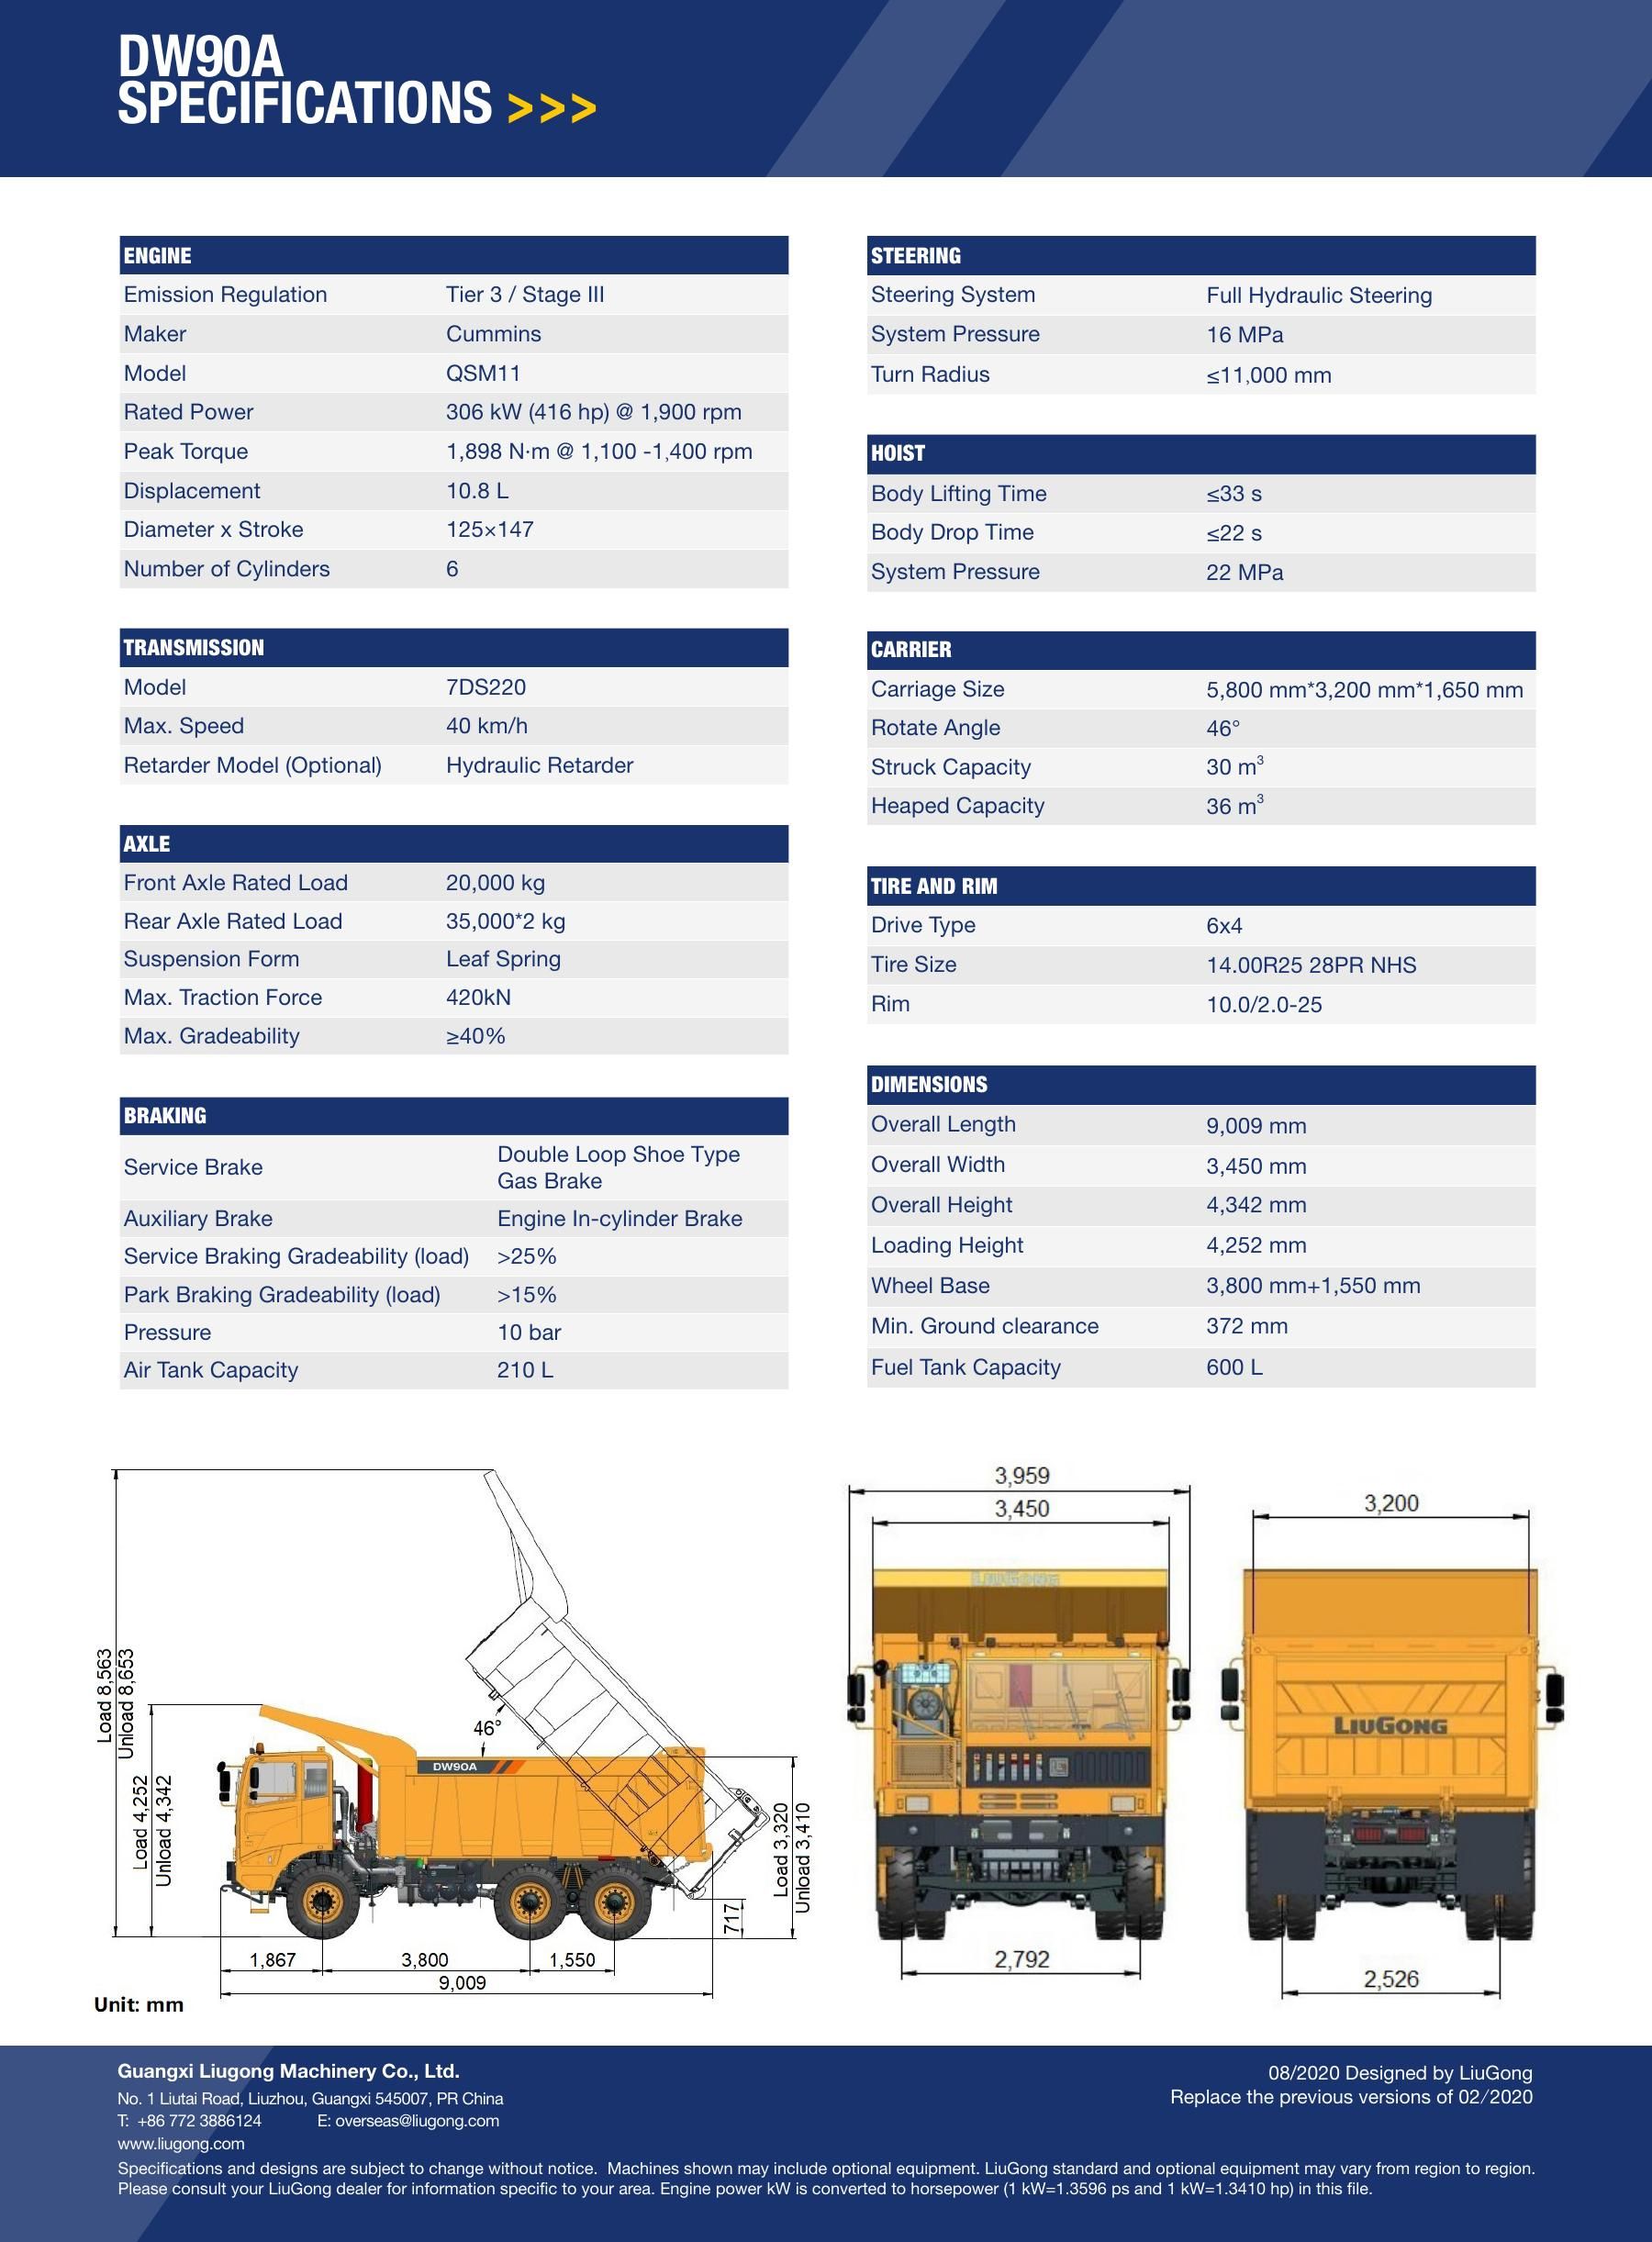 DW90A
SPECIFICATIONS >>>
ENGINE
Emission Regulation Tier 3 / Stage III
Maker Cummins
Model QSM11
Rated Power 306 kW (416 hp) @ 1,900 rpm
Peak Torque 1,898 N·m @ 1,100 -1,400 rpm
Displacement 10.8 L
Diameter x Stroke 125×147
Number of Cylinders 6
TRANSMISSION
Model 7DS220
Max. Speed 40 km/h
Retarder Model (Optional) Hydraulic Retarder
AXLE
Front Axle Rated Load 20,000 kg
Rear Axle Rated Load 35,000*2 kg
Suspension Form Leaf Spring
Max. Traction Force 420kN
Max. Gradeability ≥40%
BRAKING
Service Brake Double Loop Shoe Type
Gas Brake
Auxiliary Brake Engine In-cylinder Brake
Service Braking Gradeability (load) >25%
Park Braking Gradeability (load) >15%
Pressure 10 bar
Air Tank Capacity 210 L
STEERING
Steering System Full Hydraulic Steering
System Pressure 16 MPa
Turn Radius ≤11,000 mm
HOIST
Body Lifting Time ≤33 s
Body Drop Time ≤22 s
System Pressure 22 MPa
CARRIER
Carriage Size 5,800 mm*3,200 mm*1,650 mm
Rotate Angle 46°
Struck Capacity 30 m³
Heaped Capacity 36 m³
TIRE AND RIM
Drive Type 6x4
Tire Size 14.00R25 28PR NHS
Rim 10.0/2.0-25
DIMENSIONS
Overall Length 9,009 mm
Overall Width 3,450 mm
Overall Height 4,342 mm
Loading Height 4,252 mm
Wheel Base 3,800 mm+1,550 mm
Min. Ground clearance 372 mm
Fuel Tank Capacity 600 L
Load 8,563
Unload 8,653
Load 4,252
Unload 4,342
46°
DW90A
Load 3,320
Unload 3,410
717
1,867
3,800
1,550
9,009
Unit: mm
3,959
3,450
LIUGONG
2,792
3,200
LIUGONG
2,526
Guangxi Liugong Machinery Co., Ltd.
No. 1 Liutai Road, Liuzhou, Guangxi 545007, PR China
T: +86 772 3886124 E: overseas@liugong.com
www.liugong.com
08/2020 Designed by LiuGong
Replace the previous versions of 02/2020
Specifications and designs are subject to change without notice. Machines shown may include optional equipment. LiuGong standard and optional equipment may vary from region to region.
Please consult your LiuGong dealer for information specific to your area. Engine power kW is converted to horsepower (1 kW=1.3596 ps and 1 kW=1.3410 hp) in this file.